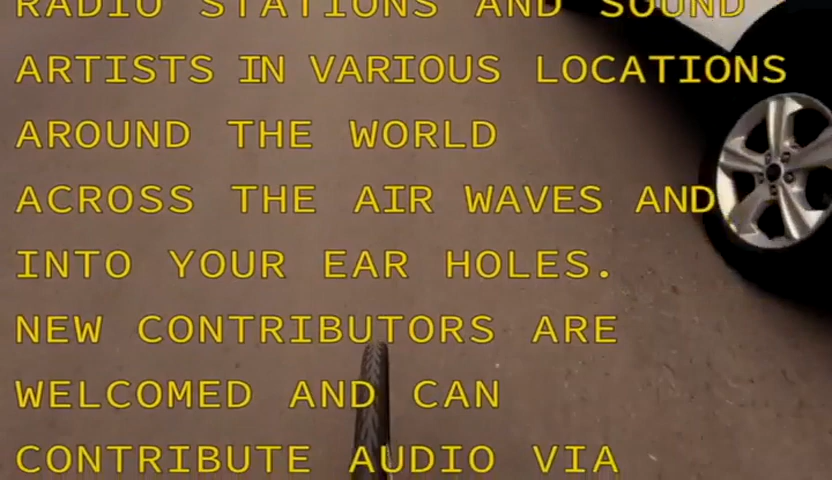 RADIO STATIONS AND SOUND
ARTISTS IN VARIOUS LOCATIONS
AROUND THE WORLD
ACROSS THE AIR WAVES AND
INTO YOUR EAR HOLES.
NEW CONTRIBUTORS ARE
WELCOMED AND CAN
CONTRIBUTE AUDIO VIA